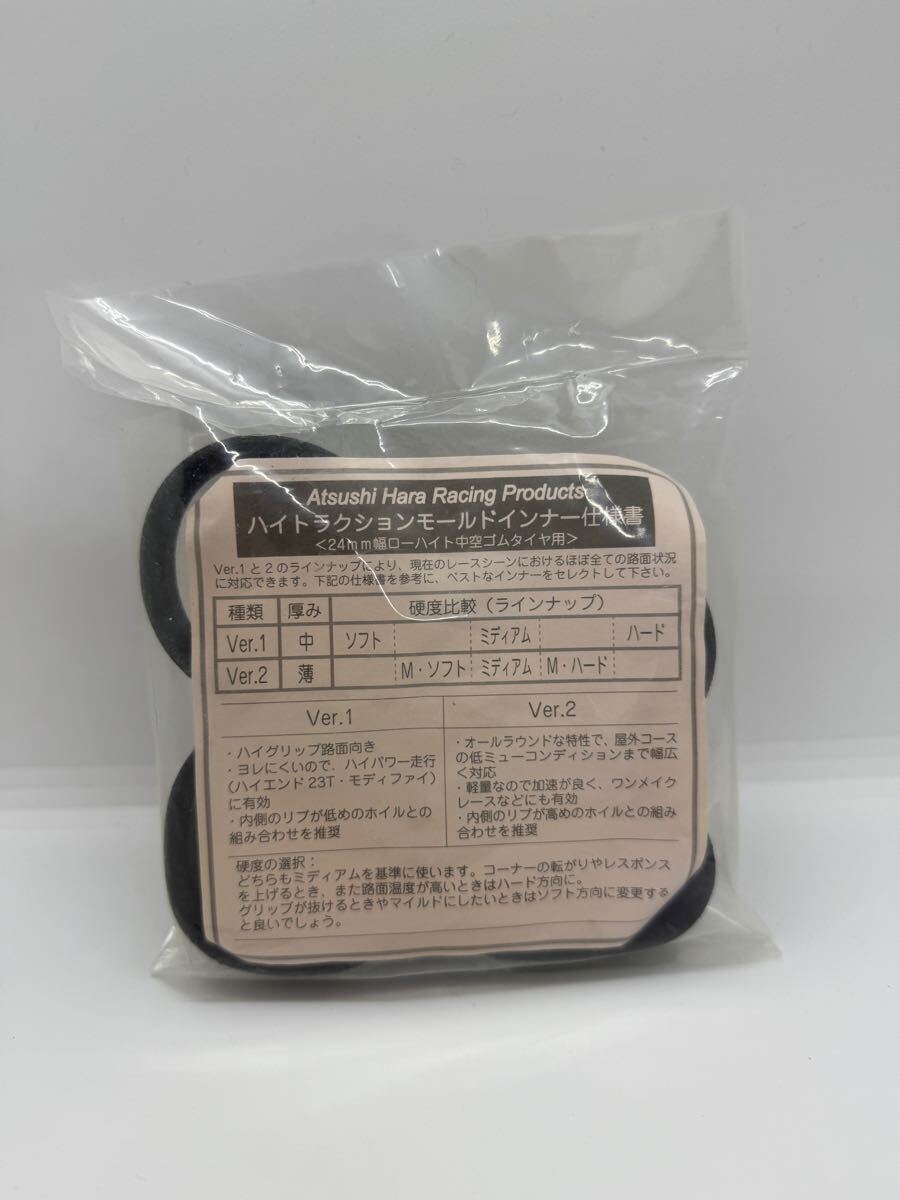 Atsushi Hara Racing Products
ハイトラクションモールドインナー仕様書
<24mm幅ローハイト中空ゴムタイヤ用>
Ver.1と2のラインナップにより、現在のレースシーンにおけるほぼ全ての路面状況
に対応できます。下記の仕様書を参考に、ベストなインナーをセレクトして下さい。
種類 厚み 硬度比較（ラインナップ）
Ver.1 中 ソフト ミディアム ハード
Ver.2 薄 M・ソフト ミディアム M・ハード
Ver.1
・ハイグリップ路面向き
・ヨレにくいので、ハイパワー走行
(ハイエンド23T・モディファイ)
に有効
・内側のリブが低めのホイルとの
組み合わせを推奨
Ver.2
・オールラウンドな特性で、屋外コース
の低ミューコンディションまで幅広
く対応
・軽量なので加速が良く、ワンメイク
レースなどにも有効
・内側のリブが高めのホイルとの組み
合わせを推奨
硬度の選択：
どちらもミディアムを基準に使います。コーナーの転がりやレスポンス
を上げるとき、また路面温度が高いときはハード方向に。
グリップが抜けるときやマイルドにしたいときはソフト方向に変更する
と良いでしょう。